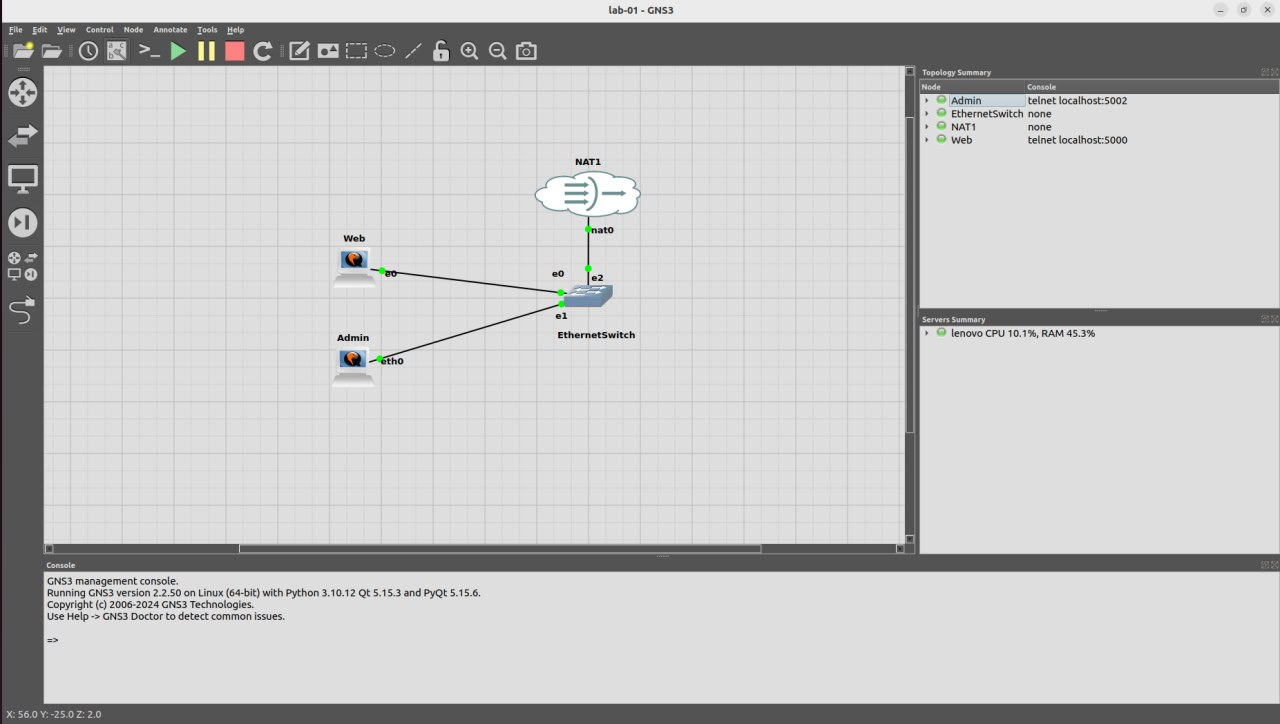 lab-01 - GNS3
File Edit View Control Node Annotate Tools Help
Topology Summary
Node Console
Admin telnet localhost:5002
EthernetSwitch none
NAT1 none
Web telnet localhost:5000
NAT1
nat0
Web
e0
e0
e2
e1
EthernetSwitch
Admin
eth0
Servers Summary
lenovo CPU 10.1%, RAM 45.3%
Console
GNS3 management console.
Running GNS3 version 2.2.50 on Linux (64-bit) with Python 3.10.12 Qt 5.15.3 and PyQt 5.15.6.
Copyright (c) 2006-2024 GNS3 Technologies.
Use Help -> GNS3 Doctor to detect common issues.
=>
X: 56.0 Y: -25.0 Z: 2.0